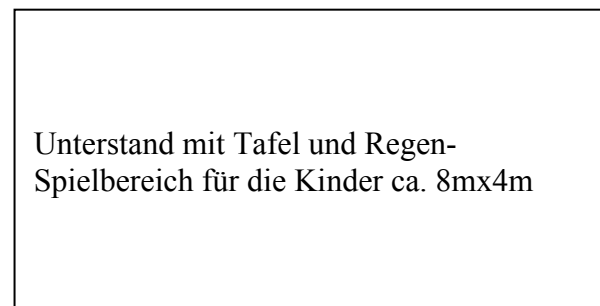 Unterstand mit Tafel und Regen-
Spielbereich für die Kinder ca. 8mx4m